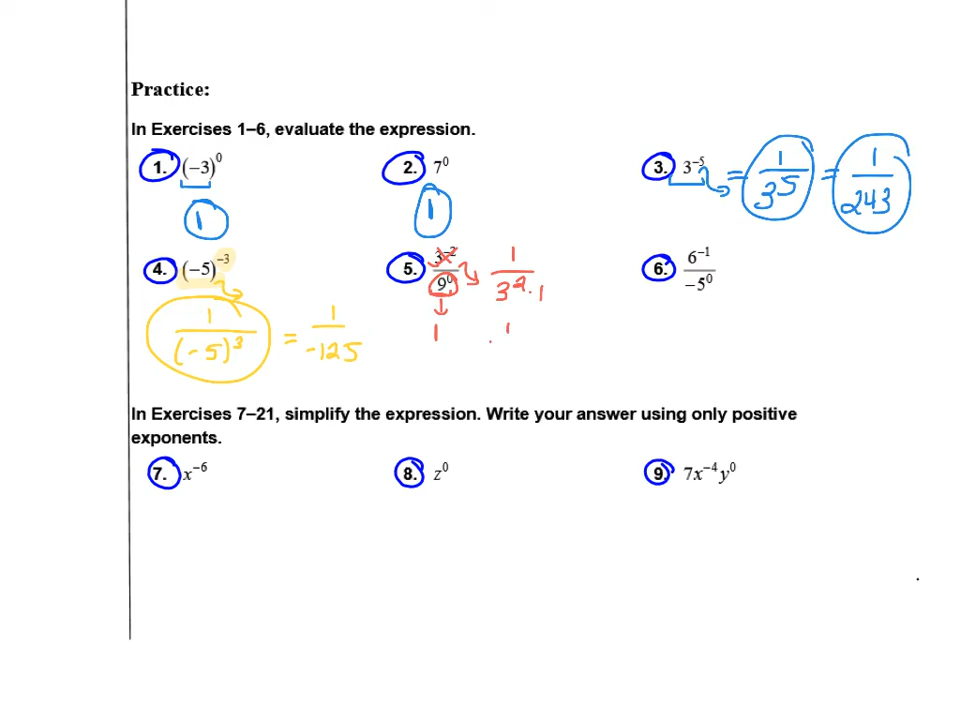 Practice:
In Exercises 1–6, evaluate the expression.
1. (−3)⁰ 2. 7⁰ 3. 3⁻⁵ = 1/3⁵ = 1/243
1 1
4. (−5)⁻³ 5. 3⁻²/9⁰ 1/3²·1 6. 6⁻¹/−5⁰
1/(-5)³ = 1/-125 1 1
In Exercises 7–21, simplify the expression. Write your answer using only positive
exponents.
7. x⁻⁶ 8. z⁰ 9. 7x⁻⁴y⁰